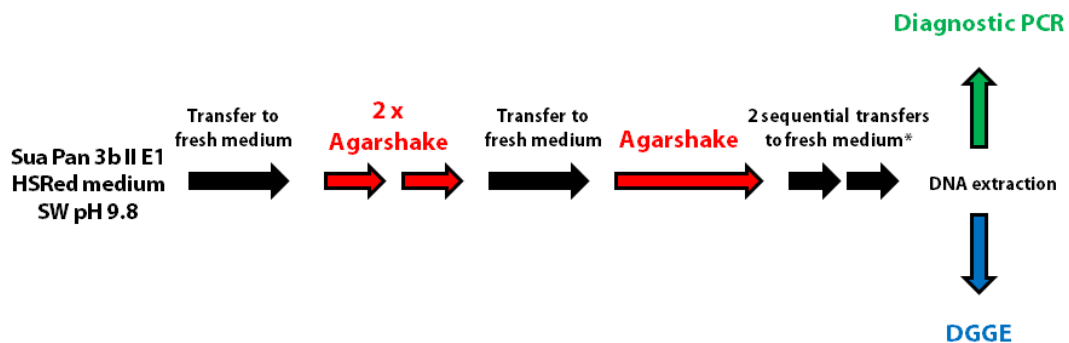 Diagnostic PCR
Sua Pan 3b II E1
HSRed medium
SW pH 9.8
Transfer to
fresh medium
2 x
Agarshake
Transfer to
fresh medium
Agarshake
2 sequential transfers
to fresh medium*
DNA extraction
DGGE